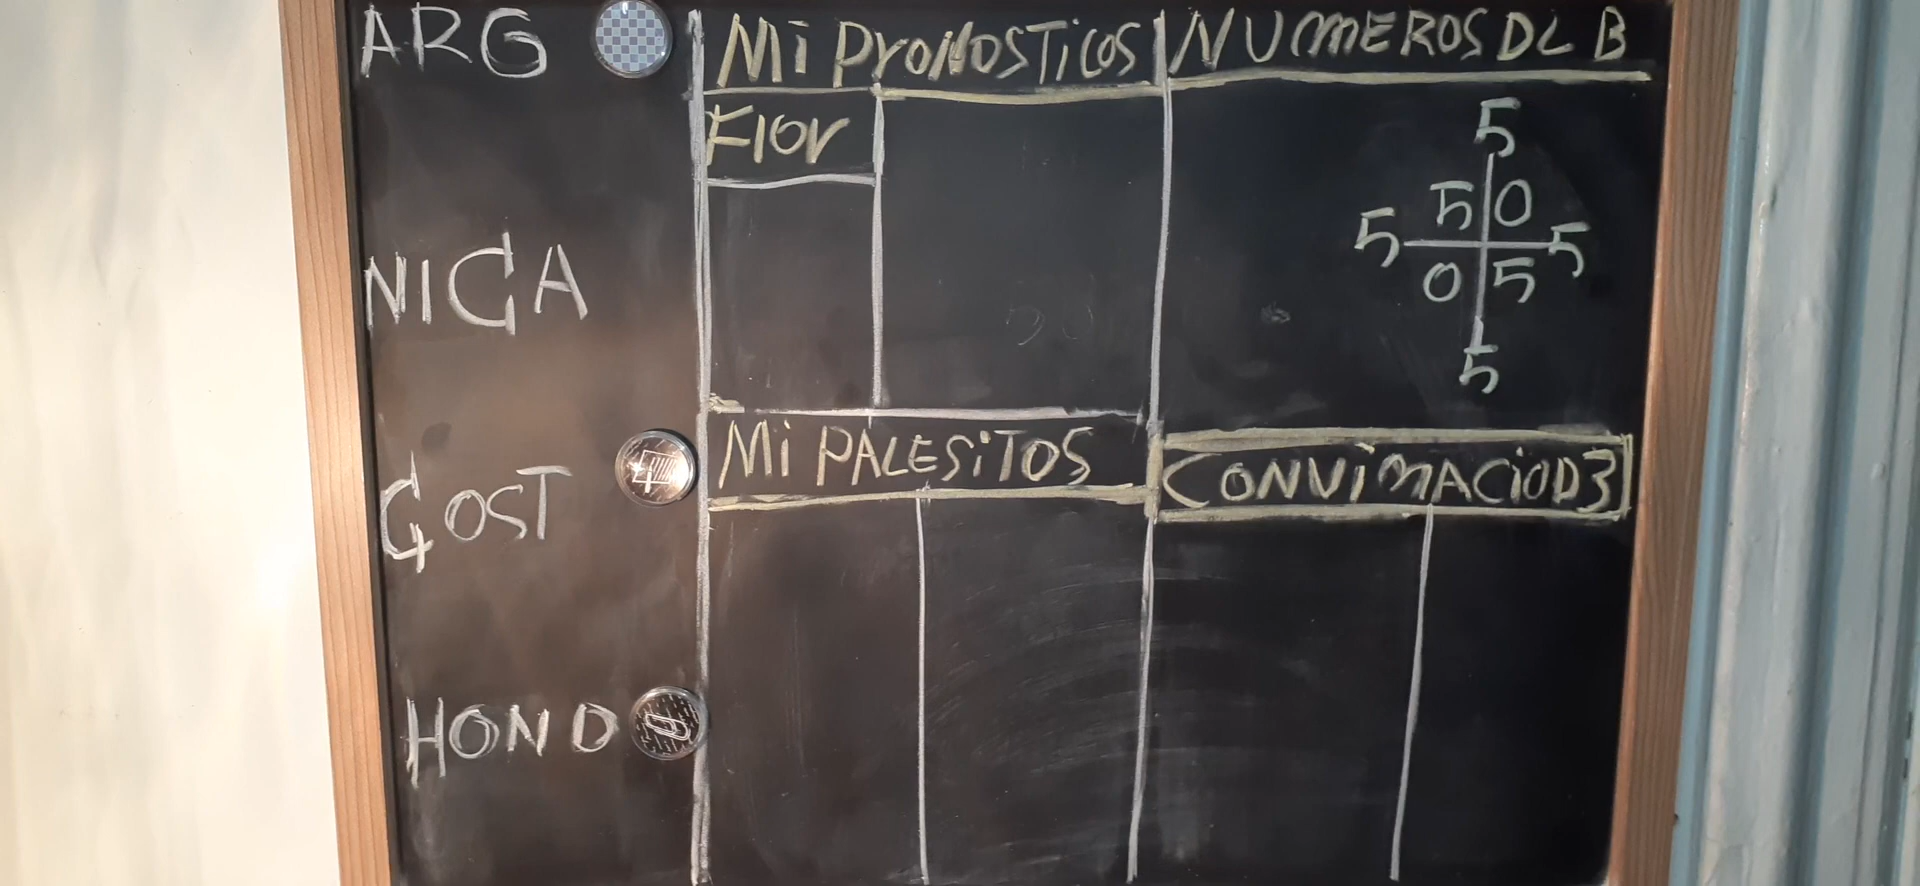 ARG
NICA
COST
HOND
Mi PrONOSTiCOS
Flor
NUMEROS DL B
5
5 0
5 5
0 5
5
Mi PALESiTOS
CONViMACiOD3